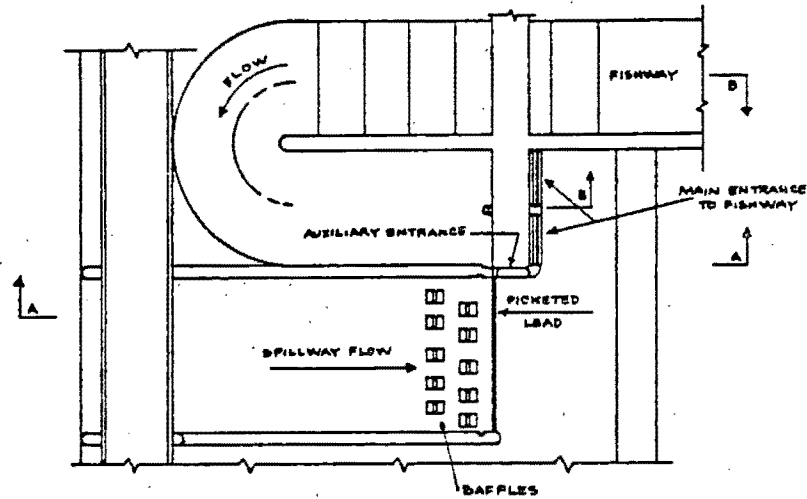 FLOW
FISHWAY
B
MAIN ENTRANCE
TO FISHWAY
B
AUXILIARY ENTRANCE
A
A
PICKETED
LEAD
SPILLWAY FLOW
BAFFLES